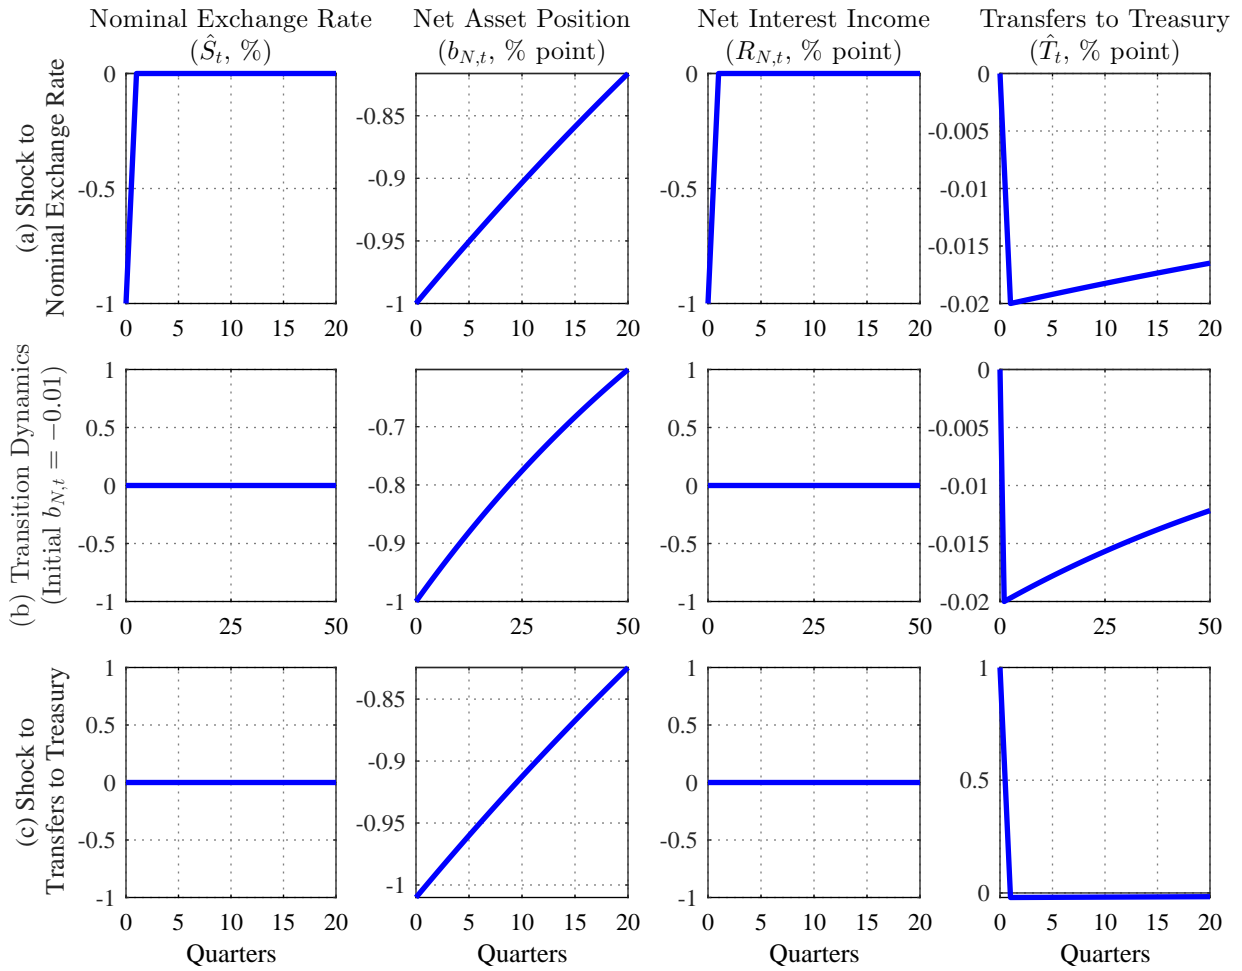 Nominal Exchange Rate
(Ŝt, %)
Net Asset Position
(bN,t, % point)
Net Interest Income
(RN,t, % point)
Transfers to Treasury
(T̂t, % point)
(a) Shock to
Nominal Exchange Rate
0
-0.5
-1
0 5 10 15 20
-0.85
-0.9
-0.95
-1
0 5 10 15 20
0
-0.5
-1
0 5 10 15 20
0
-0.005
-0.01
-0.015
-0.02
0 5 10 15 20
(b) Transition Dynamics
(Initial bN,t = −0.01)
1
0.5
0
-0.5
-1
0 25 50
-0.7
-0.8
-0.9
-1
0 25 50
1
0.5
0
-0.5
-1
0 25 50
0
-0.005
-0.01
-0.015
-0.02
0 25 50
(c) Shock to
Transfers to Treasury
1
0.5
0
-0.5
-1
0 5 10 15 20
Quarters
-0.85
-0.9
-0.95
-1
0 5 10 15 20
Quarters
1
0.5
0
-0.5
-1
0 5 10 15 20
Quarters
1
0.5
0
0 5 10 15 20
Quarters